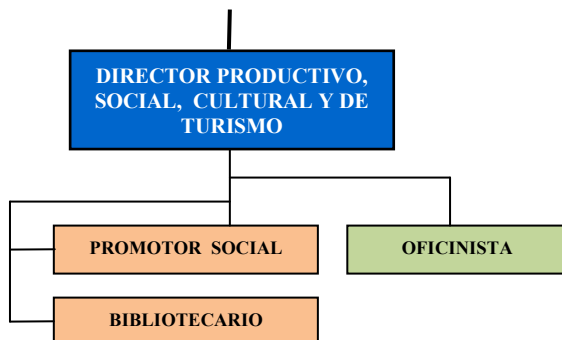 DIRECTOR PRODUCTIVO,
SOCIAL, CULTURAL Y DE
TURISMO
PROMOTOR SOCIAL
OFICINISTA
BIBLIOTECARIO